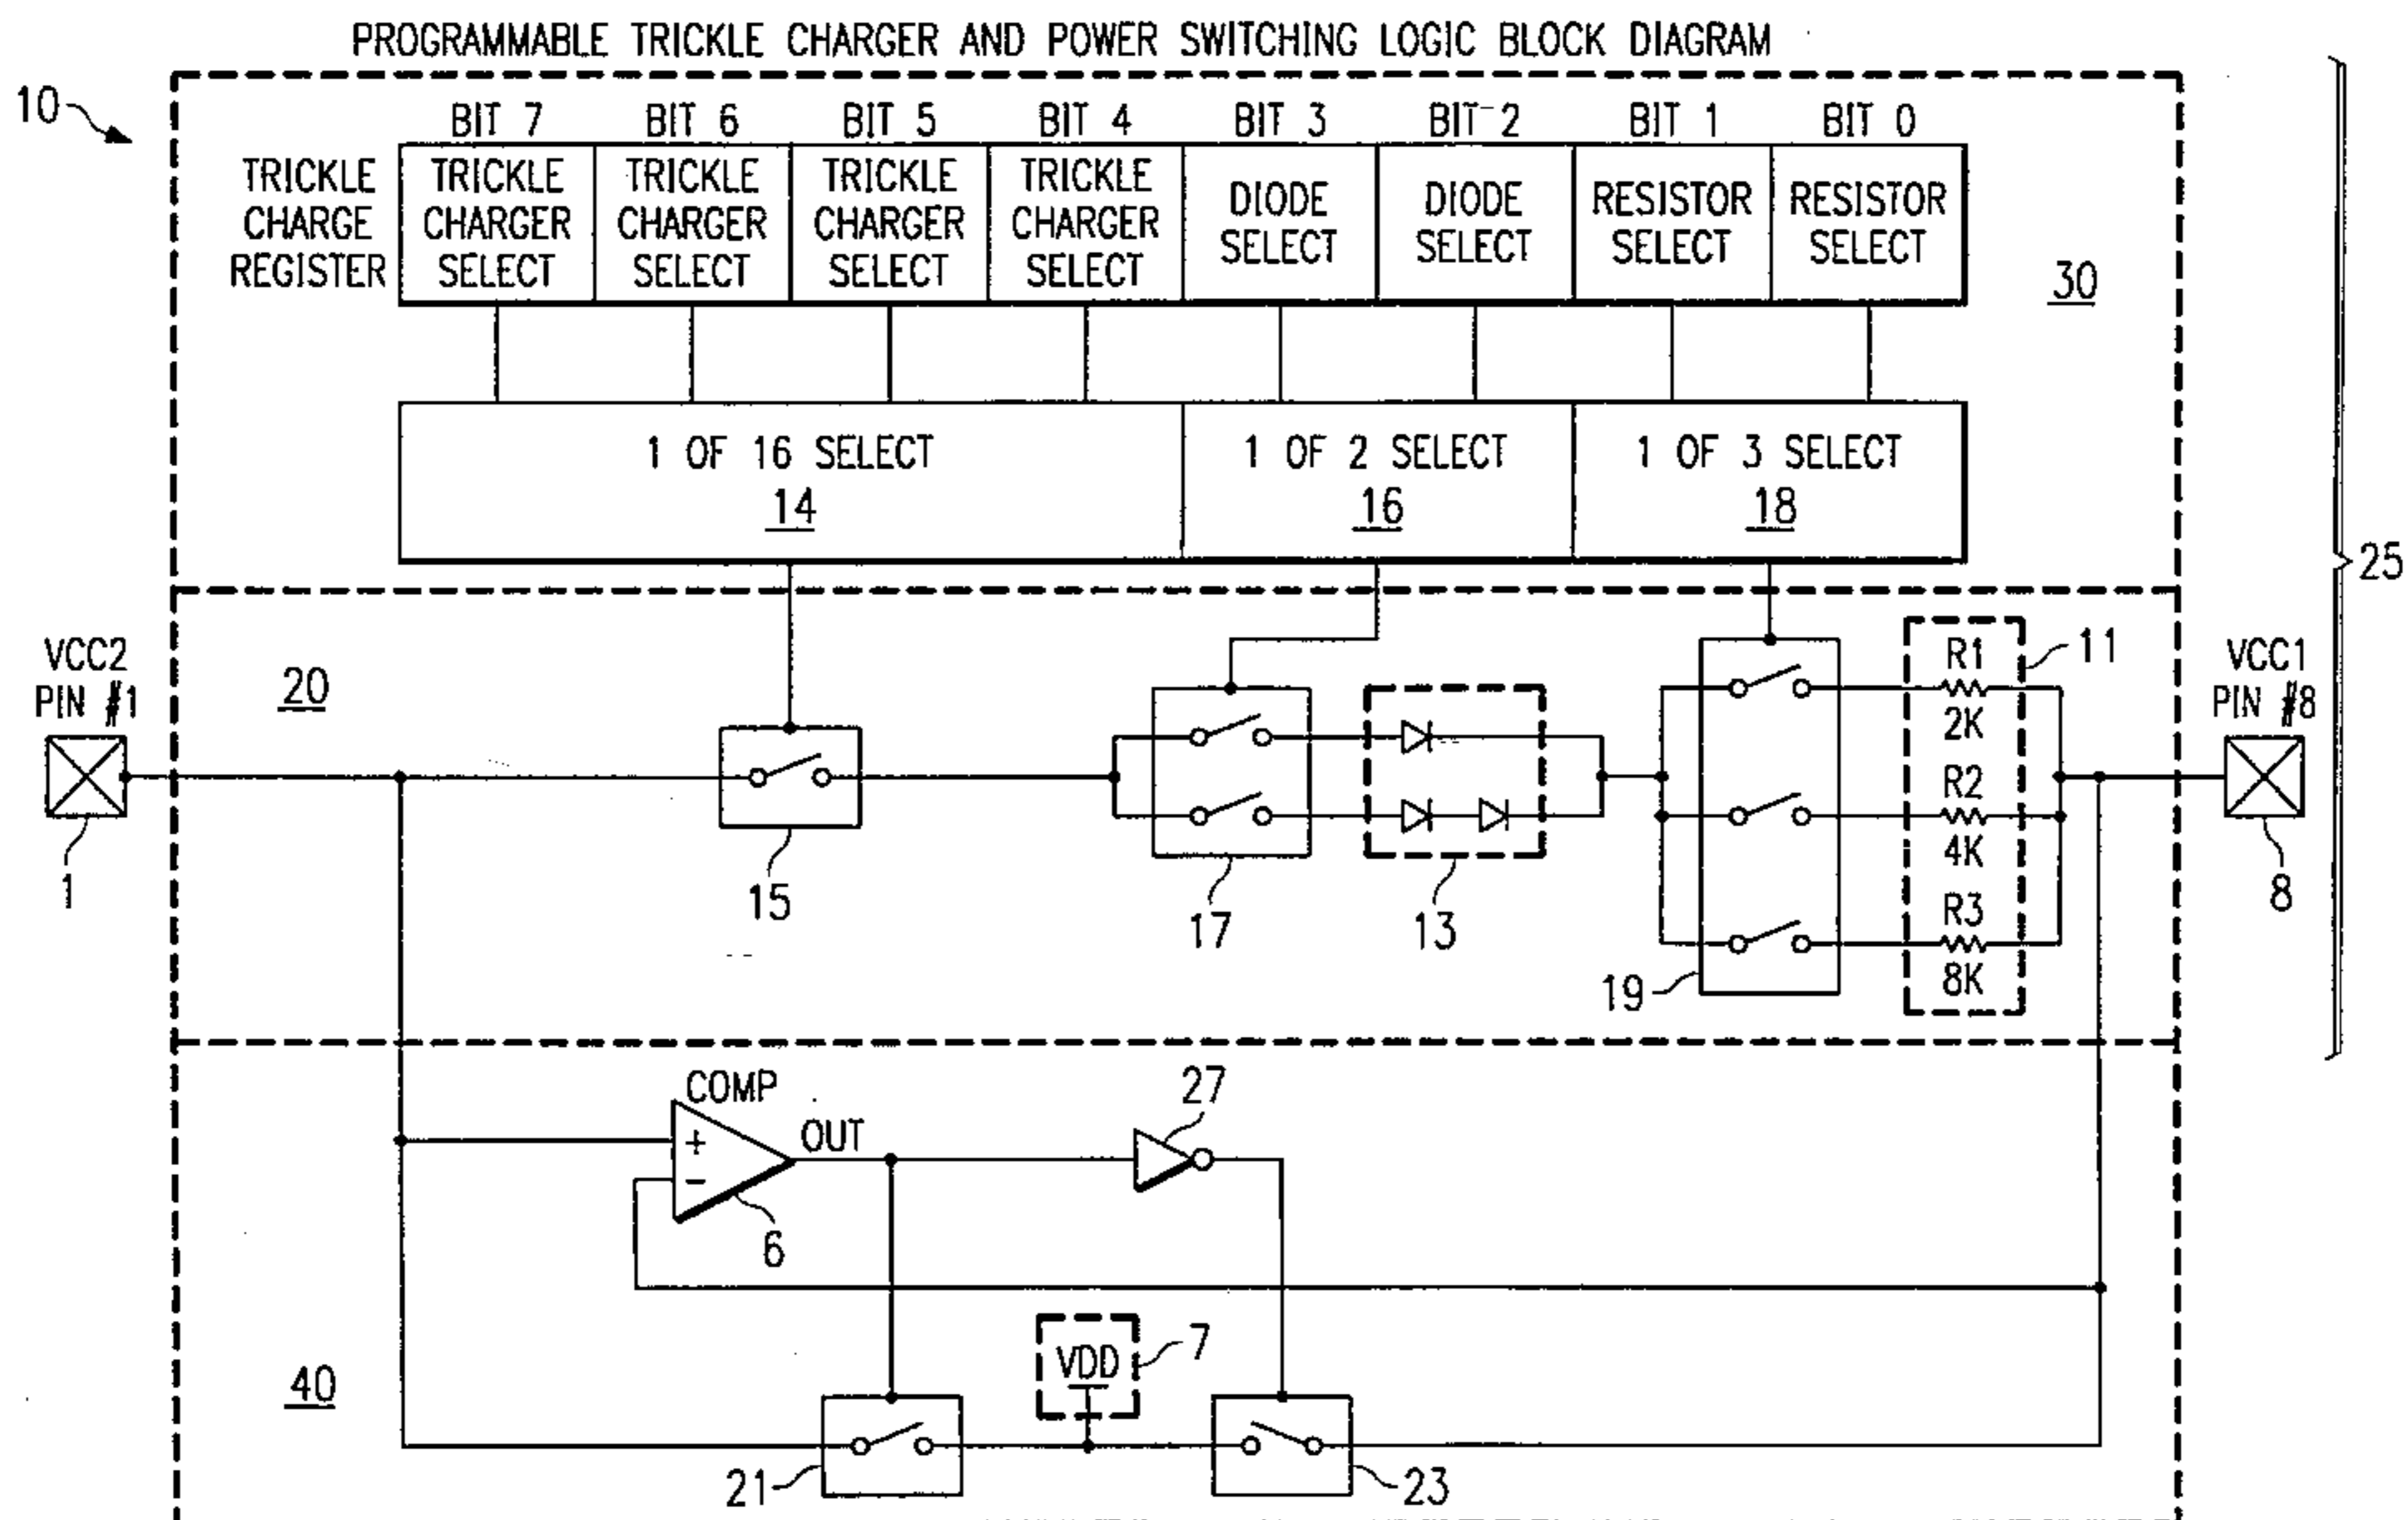 PROGRAMMABLE TRICKLE CHARGER AND POWER SWITCHING LOGIC BLOCK DIAGRAM
10
BIT 7 BIT 6 BIT 5 BIT 4 BIT 3 BIT 2 BIT 1 BIT 0
TRICKLE CHARGE REGISTER
TRICKLE CHARGER SELECT
TRICKLE CHARGER SELECT
TRICKLE CHARGER SELECT
TRICKLE CHARGER SELECT
DIODE SELECT
DIODE SELECT
RESISTOR SELECT
RESISTOR SELECT
30
1 OF 16 SELECT
14
1 OF 2 SELECT
16
1 OF 3 SELECT
18
25
VCC2
PIN #1
1
20
15
17
13
19
R1
2K
R2
4K
R3
8K
11
VCC1
PIN #8
8
COMP
+
−
OUT
6
27
40
VDD
7
21
23